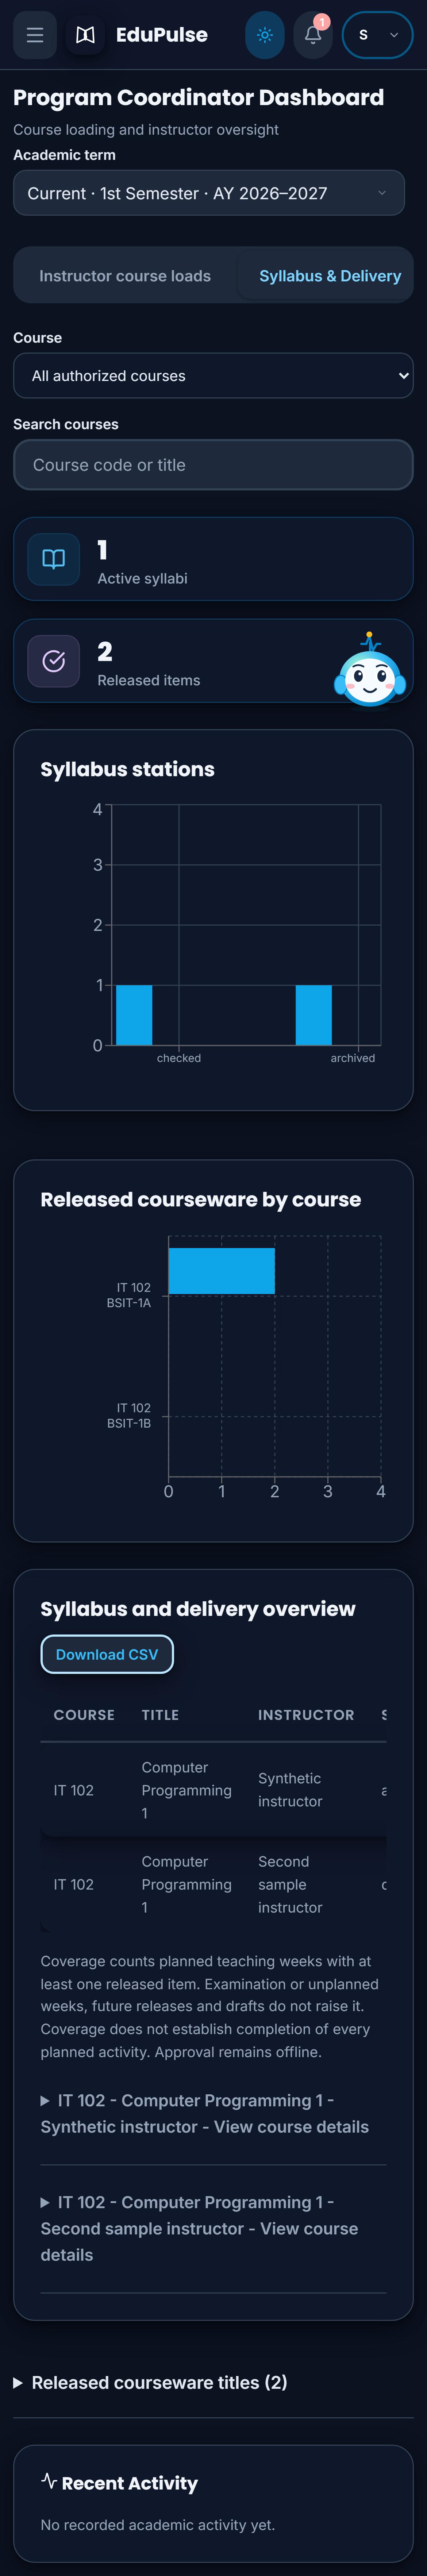 EduPulse
1
S
Program Coordinator Dashboard
Course loading and instructor oversight
Academic term
Current · 1st Semester · AY 2026–2027
Instructor course loads
Syllabus & Delivery
Course
All authorized courses
Search courses
Course code or title
1
Active syllabi
2
Released items
Syllabus stations
4
3
2
1
0
checked
archived
Released courseware by course
IT 102
BSIT-1A
IT 102
BSIT-1B
0 1 2 3 4
Syllabus and delivery overview
Download CSV
COURSE TITLE INSTRUCTOR
IT 102
Computer
Programming
1
Synthetic
instructor
IT 102
Computer
Programming
1
Second
sample
instructor
Coverage counts planned teaching weeks with at
least one released item. Examination or unplanned
weeks, future releases and drafts do not raise it.
Coverage does not establish completion of every
planned activity. Approval remains offline.
IT 102 - Computer Programming 1 -
Synthetic instructor - View course details
IT 102 - Computer Programming 1 -
Second sample instructor - View course
details
Released courseware titles (2)
Recent Activity
No recorded academic activity yet.